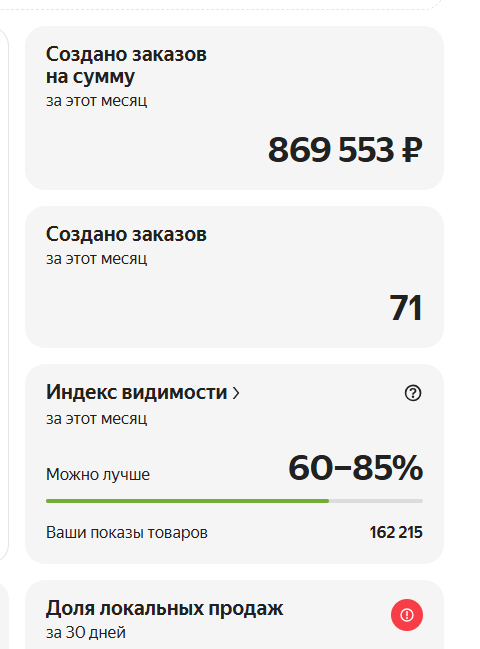 Создано заказов
на сумму
за этот месяц
869 553 ₽
Создано заказов
за этот месяц
71
Индекс видимости
за этот месяц
Можно лучше 60–85%
Ваши показы товаров 162 215
Доля локальных продаж
за 30 дней